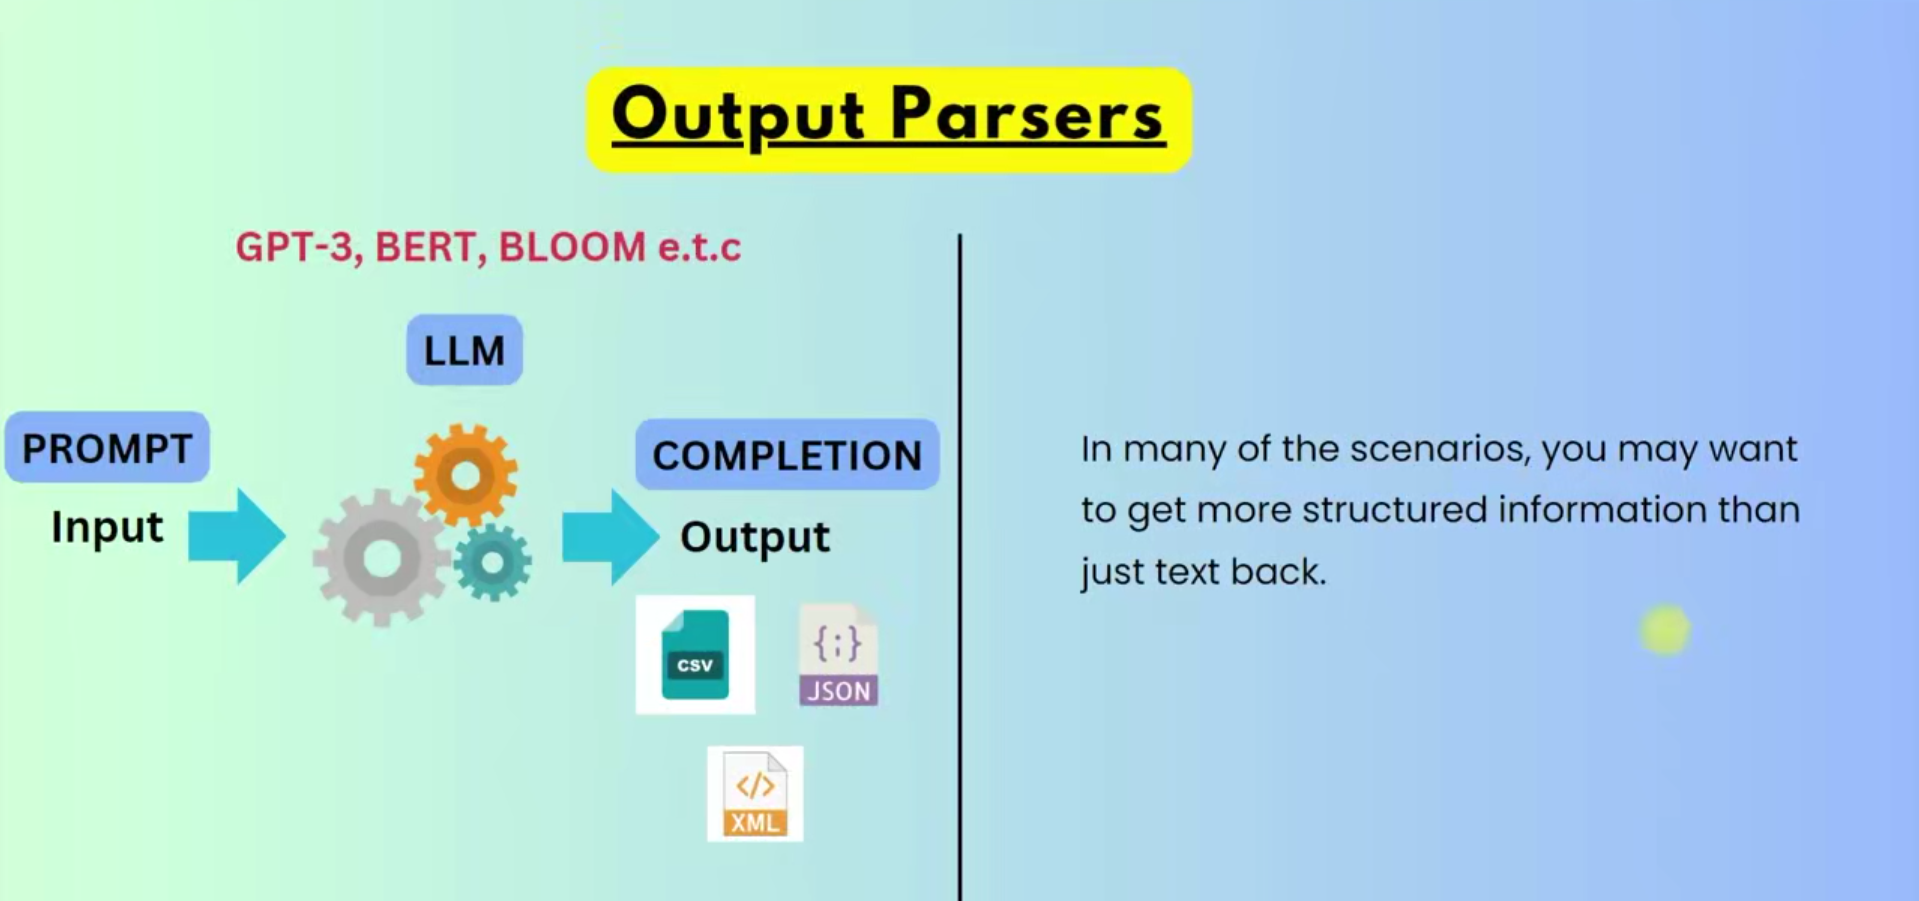 Output Parsers
GPT-3, BERT, BLOOM e.t.c
LLM
PROMPT
Input
COMPLETION
Output
CSV
{;}
JSON
</>
XML
In many of the scenarios, you may want
to get more structured information than
just text back.